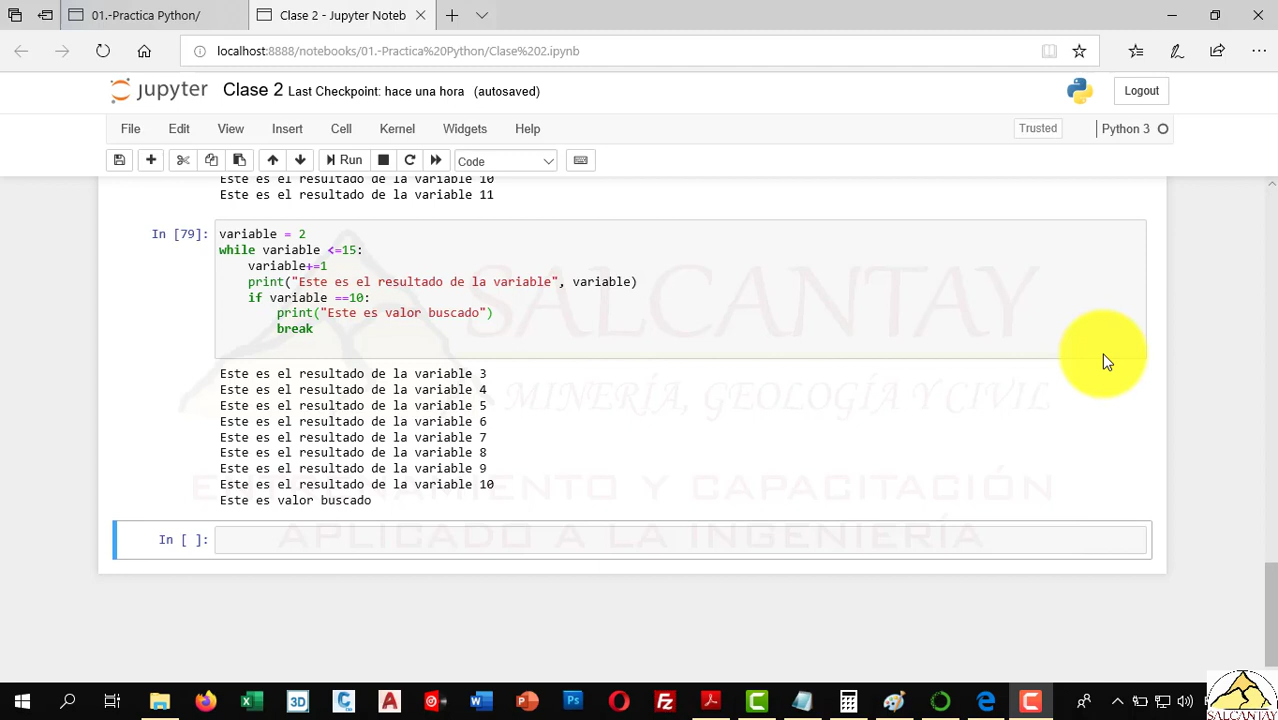 01.-Practica Python/
Clase 2 - Jupyter Noteb
localhost:8888/notebooks/01.-Practica%20Python/Clase%202.ipynb
jupyter Clase 2 Last Checkpoint: hace una hora (autosaved)
Logout
File Edit View Insert Cell Kernel Widgets Help
Trusted
Python 3
Run
Code
Este es el resultado de la variable 10
Este es el resultado de la variable 11
In [79]:
variable = 2
while variable <=15:
variable+=1
print("Este es el resultado de la variable", variable)
if variable ==10:
print("Este es valor buscado")
break
SALCANTAY
MINERÍA, GEOLOGÍA Y CIVIL
ENTRENAMIENTO Y CAPACITACIÓN
APLICADO A LA INGENIERÍA
Este es el resultado de la variable 3
Este es el resultado de la variable 4
Este es el resultado de la variable 5
Este es el resultado de la variable 6
Este es el resultado de la variable 7
Este es el resultado de la variable 8
Este es el resultado de la variable 9
Este es el resultado de la variable 10
Este es valor buscado
In [ ]:
SALCANTAY